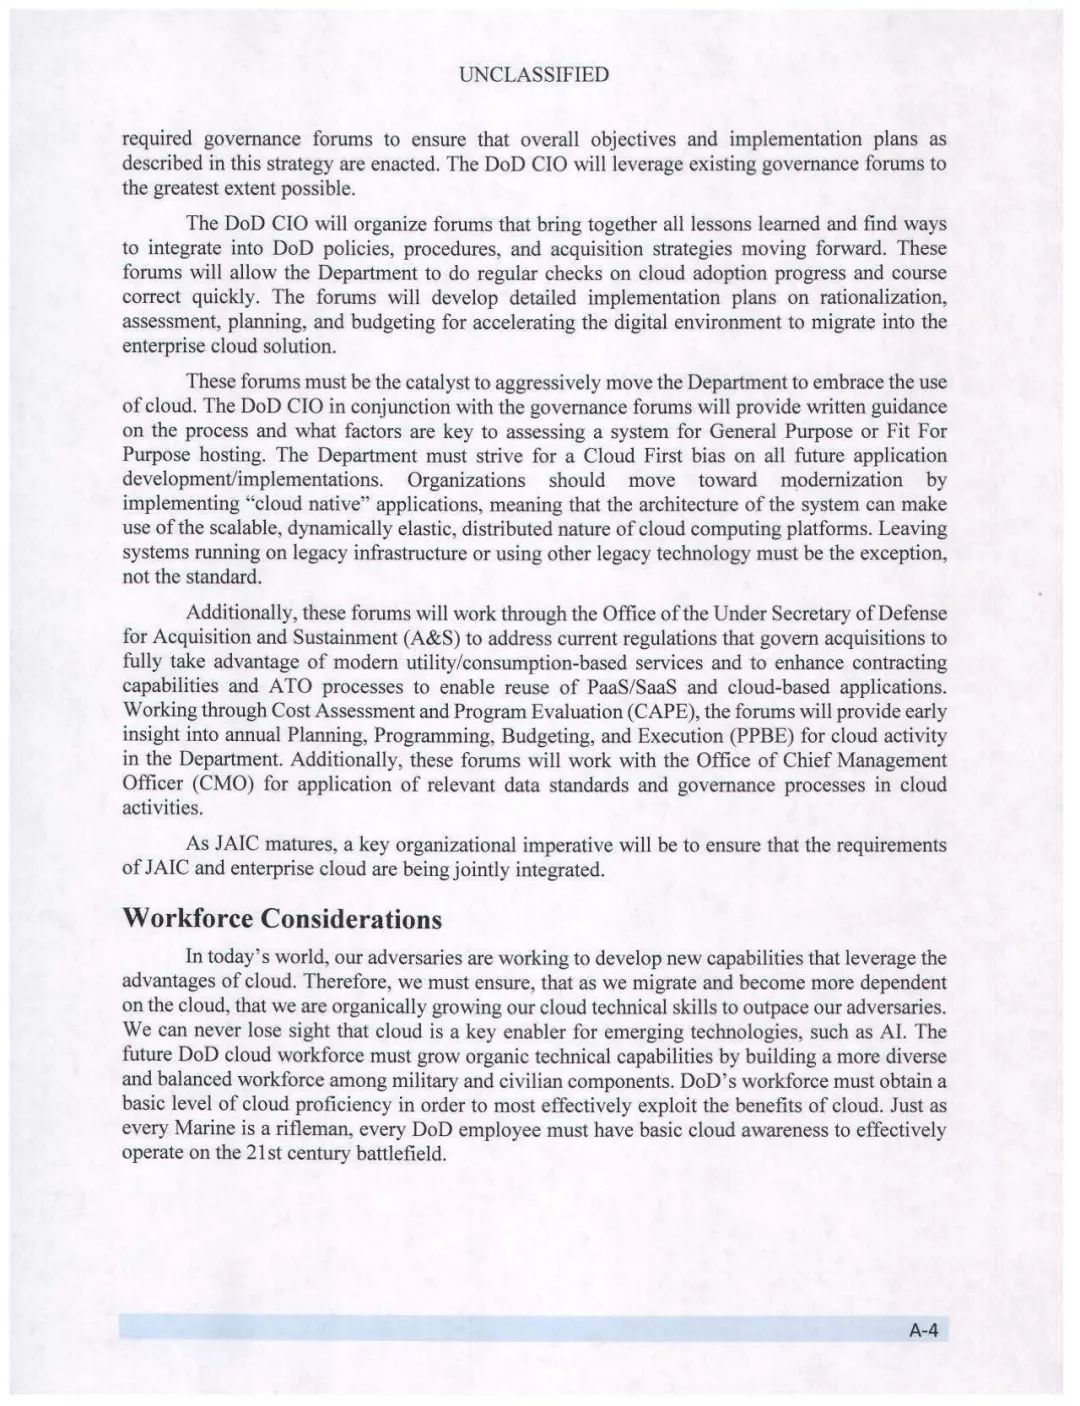 UNCLASSIFIED
required governance forums to ensure that overall objectives and implementation plans as
described in this strategy are enacted. The DoD CIO will leverage existing governance forums to
the greatest extent possible.
The DoD CIO will organize forums that bring together all lessons learned and find ways
to integrate into DoD policies, procedures, and acquisition strategies moving forward. These
forums will allow the Department to do regular checks on cloud adoption progress and course
correct quickly. The forums will develop detailed implementation plans on rationalization,
assessment, planning, and budgeting for accelerating the digital environment to migrate into the
enterprise cloud solution.
These forums must be the catalyst to aggressively move the Department to embrace the use
of cloud. The DoD CIO in conjunction with the governance forums will provide written guidance
on the process and what factors are key to assessing a system for General Purpose or Fit For
Purpose hosting. The Department must strive for a Cloud First bias on all future application
development/implementations. Organizations should move toward modernization by
implementing “cloud native” applications, meaning that the architecture of the system can make
use of the scalable, dynamically elastic, distributed nature of cloud computing platforms. Leaving
systems running on legacy infrastructure or using other legacy technology must be the exception,
not the standard.
Additionally, these forums will work through the Office of the Under Secretary of Defense
for Acquisition and Sustainment (A&S) to address current regulations that govern acquisitions to
fully take advantage of modern utility/consumption-based services and to enhance contracting
capabilities and ATO processes to enable reuse of PaaS/SaaS and cloud-based applications.
Working through Cost Assessment and Program Evaluation (CAPE), the forums will provide early
insight into annual Planning, Programming, Budgeting, and Execution (PPBE) for cloud activity
in the Department. Additionally, these forums will work with the Office of Chief Management
Officer (CMO) for application of relevant data standards and governance processes in cloud
activities.
As JAIC matures, a key organizational imperative will be to ensure that the requirements
of JAIC and enterprise cloud are being jointly integrated.
Workforce Considerations
In today’s world, our adversaries are working to develop new capabilities that leverage the
advantages of cloud. Therefore, we must ensure, that as we migrate and become more dependent
on the cloud, that we are organically growing our cloud technical skills to outpace our adversaries.
We can never lose sight that cloud is a key enabler for emerging technologies, such as AI. The
future DoD cloud workforce must grow organic technical capabilities by building a more diverse
and balanced workforce among military and civilian components. DoD’s workforce must obtain a
basic level of cloud proficiency in order to most effectively exploit the benefits of cloud. Just as
every Marine is a rifleman, every DoD employee must have basic cloud awareness to effectively
operate on the 21st century battlefield.
A-4